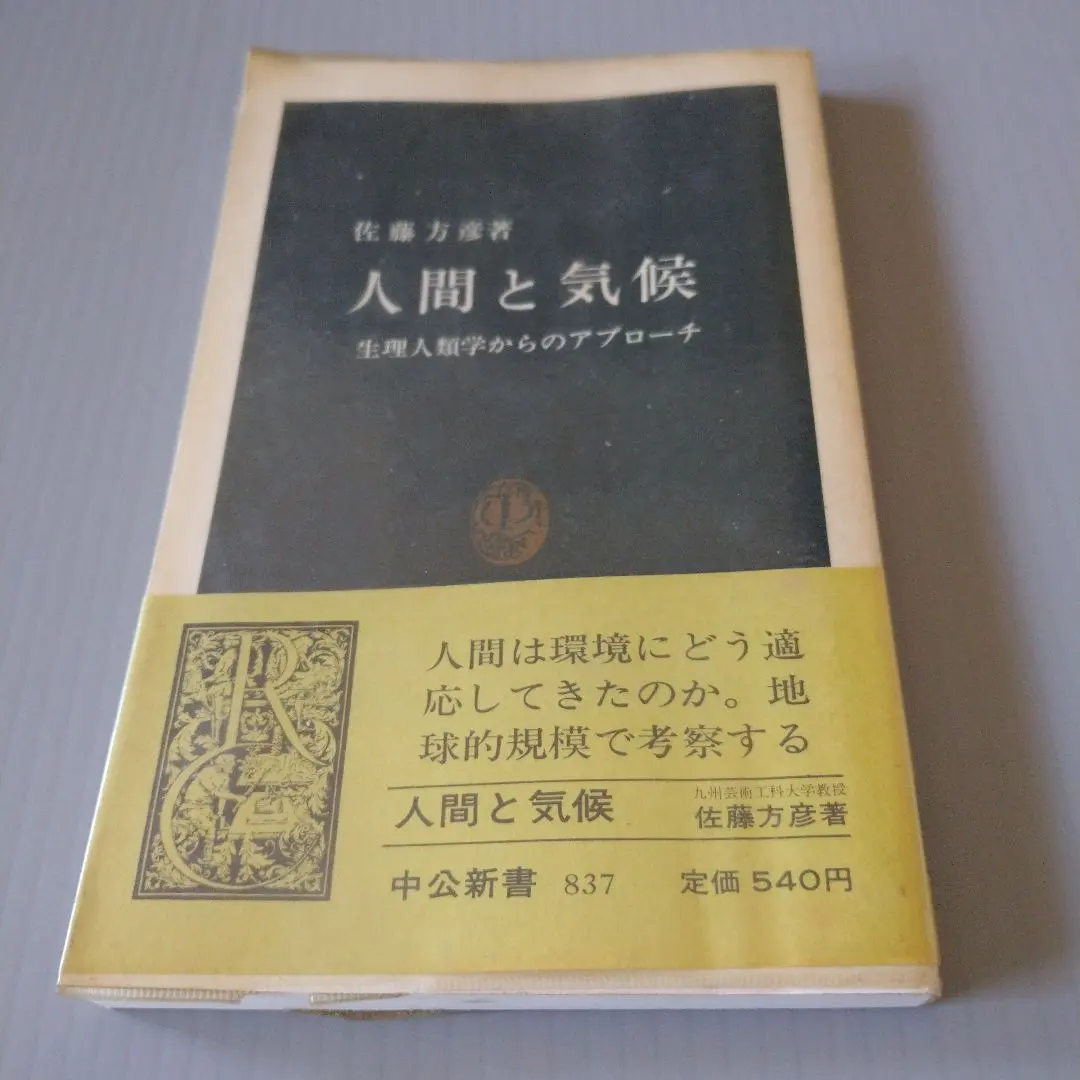 佐藤方彦著
人間と気候
生理人類学からのアプローチ
人間は環境にどう適
応してきたのか。地
球的規模で考察する
人間と気候
九州芸術工科大学教授
佐藤方彦著
中公新書 837 定価 540円
R
C